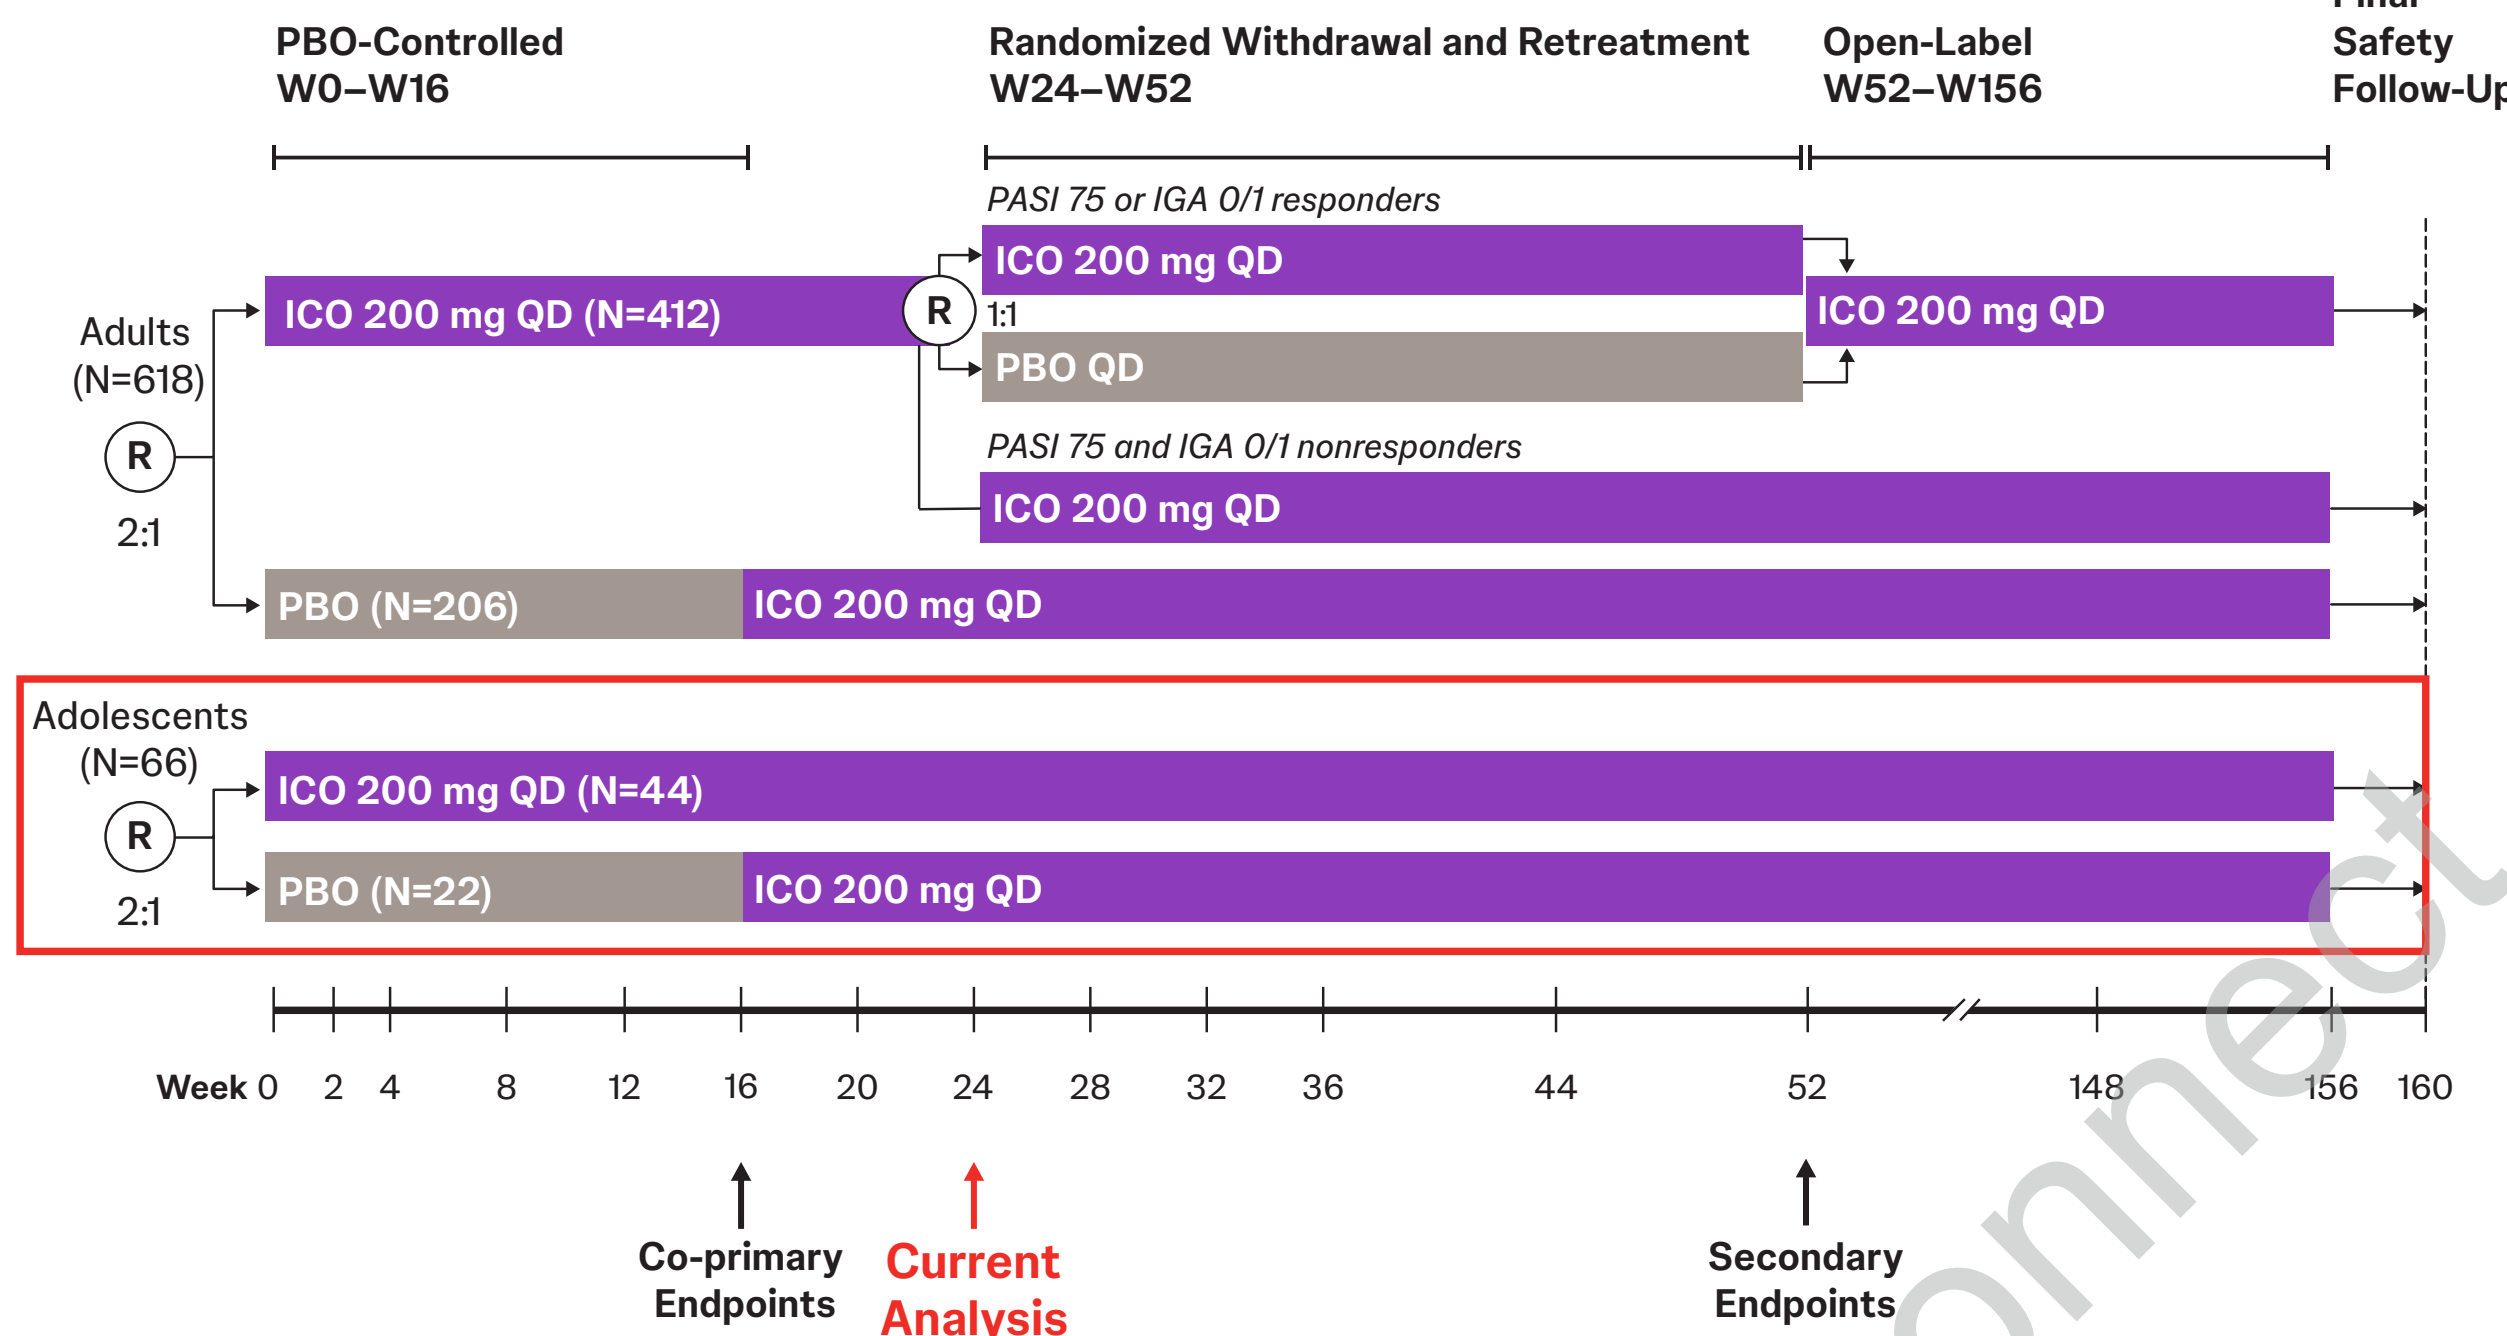 PBO-Controlled
W0–W16
Randomized Withdrawal and Retreatment
W24–W52
Open-Label
W52–W156
Final
Safety
Follow-Up
PASI 75 or IGA 0/1 responders
ICO 200 mg QD
ICO 200 mg QD (N=412)
R
1:1
ICO 200 mg QD
PBO QD
Adults
(N=618)
R
2:1
PASI 75 and IGA 0/1 nonresponders
ICO 200 mg QD
PBO (N=206)
ICO 200 mg QD
Adolescents
(N=66)
R
2:1
ICO 200 mg QD (N=44)
PBO (N=22)
ICO 200 mg QD
Week 0 2 4 8 12 16 20 24 28 32 36 44 52 148 156 160
Co-primary
Endpoints
Current
Analysis
Secondary
Endpoints
onnect